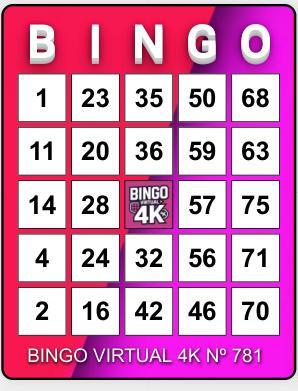 B I N G O
1 23 35 50 68
11 20 36 59 63
14 28 BINGO VIRTUAL 4K 57 75
4 24 32 56 71
2 16 42 46 70
BINGO VIRTUAL 4K Nº 781